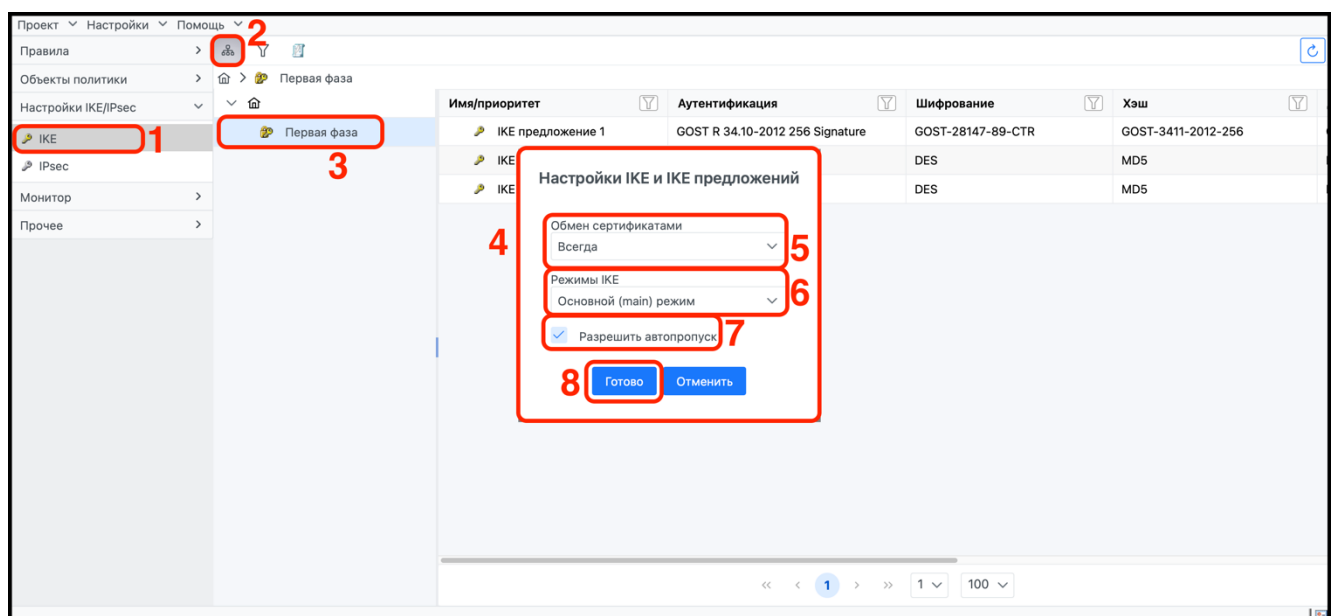 Проект Настройки Помощь
2
Правила
Объекты политики
Первая фаза
Настройки IKE/IPsec
Имя/приоритет Аутентификация Шифрование Хэш
IKE 1
Первая фаза
IKE предложение 1 GOST R 34.10-2012 256 Signature GOST-28147-89-CTR GOST-3411-2012-256
IPsec
3
IKE DES MD5
Монитор
IKE DES MD5
Прочее
Настройки IKE и IKE предложений
4
Обмен сертификатами
Всегда
5
Режимы IKE
Основной (main) режим
6
Разрешить автопропуск
7
8
Готово Отменить
<< < 1 > >> 1 100